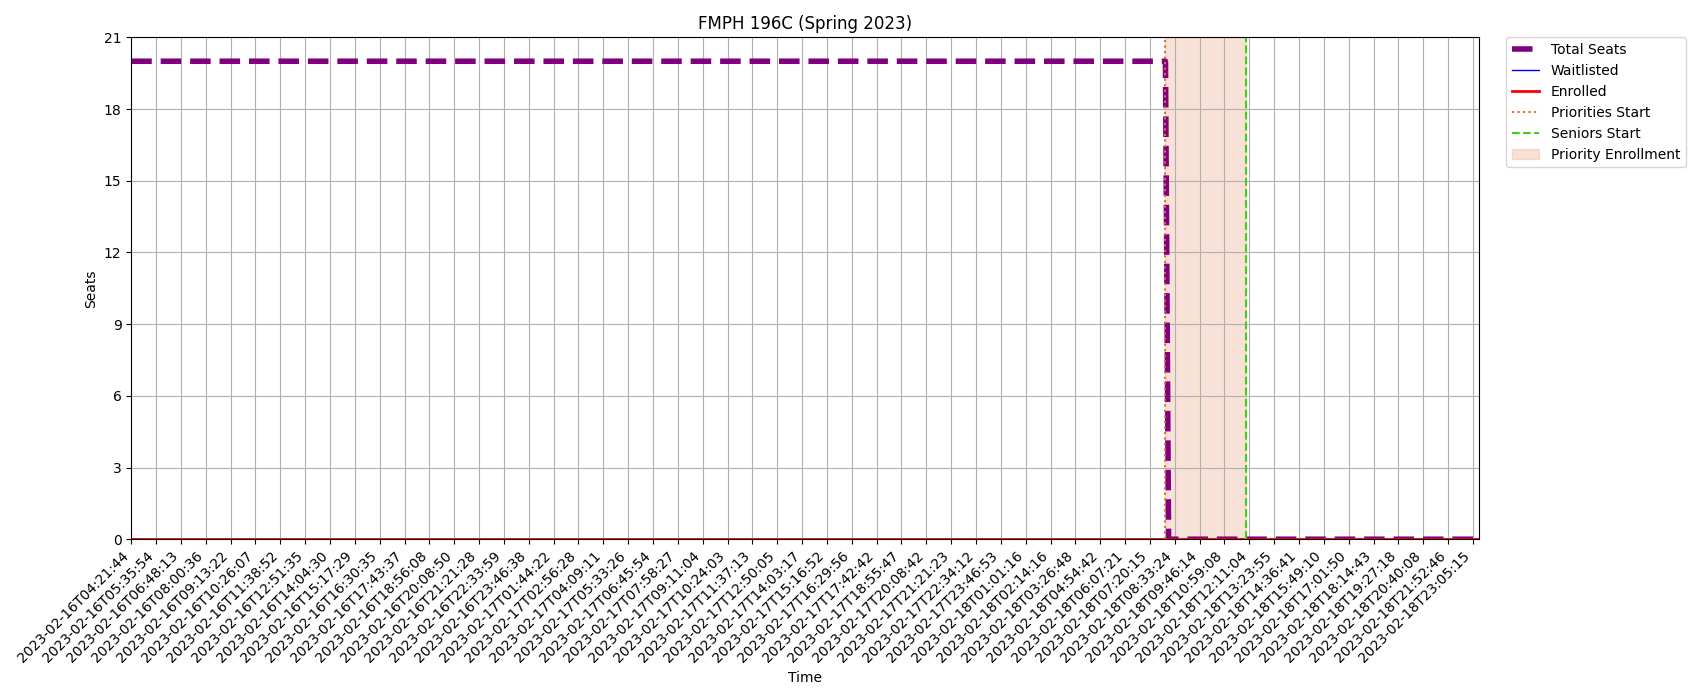 FMPH 196C (Spring 2023)
21
18
15
12
9
6
3
0
Seats
2023-02-16T04:21:44
2023-02-16T05:35:54
2023-02-16T06:48:13
2023-02-16T08:00:36
2023-02-16T09:13:22
2023-02-16T10:26:07
2023-02-16T11:38:52
2023-02-16T12:51:35
2023-02-16T14:04:30
2023-02-16T15:17:29
2023-02-16T16:30:35
2023-02-16T17:43:37
2023-02-16T18:56:08
2023-02-16T20:08:50
2023-02-16T21:21:28
2023-02-16T22:33:59
2023-02-16T23:46:38
2023-02-17T01:44:22
2023-02-17T02:56:28
2023-02-17T04:09:11
2023-02-17T05:33:26
2023-02-17T06:45:54
2023-02-17T07:58:27
2023-02-17T09:11:04
2023-02-17T10:24:03
2023-02-17T11:37:13
2023-02-17T12:50:05
2023-02-17T14:03:17
2023-02-17T15:16:52
2023-02-17T16:29:56
2023-02-17T17:42:42
2023-02-17T18:55:47
2023-02-17T20:08:42
2023-02-17T21:21:23
2023-02-17T22:34:12
2023-02-17T23:46:53
2023-02-18T01:01:16
2023-02-18T02:14:16
2023-02-18T03:26:48
2023-02-18T04:54:42
2023-02-18T06:07:21
2023-02-18T07:20:15
2023-02-18T08:33:24
2023-02-18T09:46:14
2023-02-18T10:59:08
2023-02-18T12:11:04
2023-02-18T13:23:55
2023-02-18T14:36:41
2023-02-18T15:49:10
2023-02-18T17:01:50
2023-02-18T18:14:43
2023-02-18T19:27:18
2023-02-18T20:40:08
2023-02-18T21:52:46
2023-02-18T23:05:15
Time
Total Seats
Waitlisted
Enrolled
Priorities Start
Seniors Start
Priority Enrollment